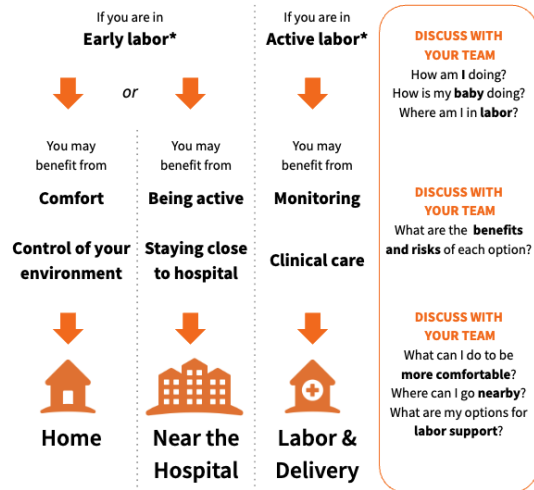 If you are in
Early labor*
or
You may
benefit from
Comfort
Control of your
environment
Home
You may
benefit from
Being active
Staying close
to hospital
Near the
Hospital
If you are in
Active labor*
You may
benefit from
Monitoring
Clinical care
Labor &
Delivery
DISCUSS WITH
YOUR TEAM
How am I doing?
How is my baby doing?
Where am I in labor?
DISCUSS WITH
YOUR TEAM
What are the benefits
and risks of each option?
DISCUSS WITH
YOUR TEAM
What can I do to be
more comfortable?
Where can I go nearby?
What are my options for
labor support?